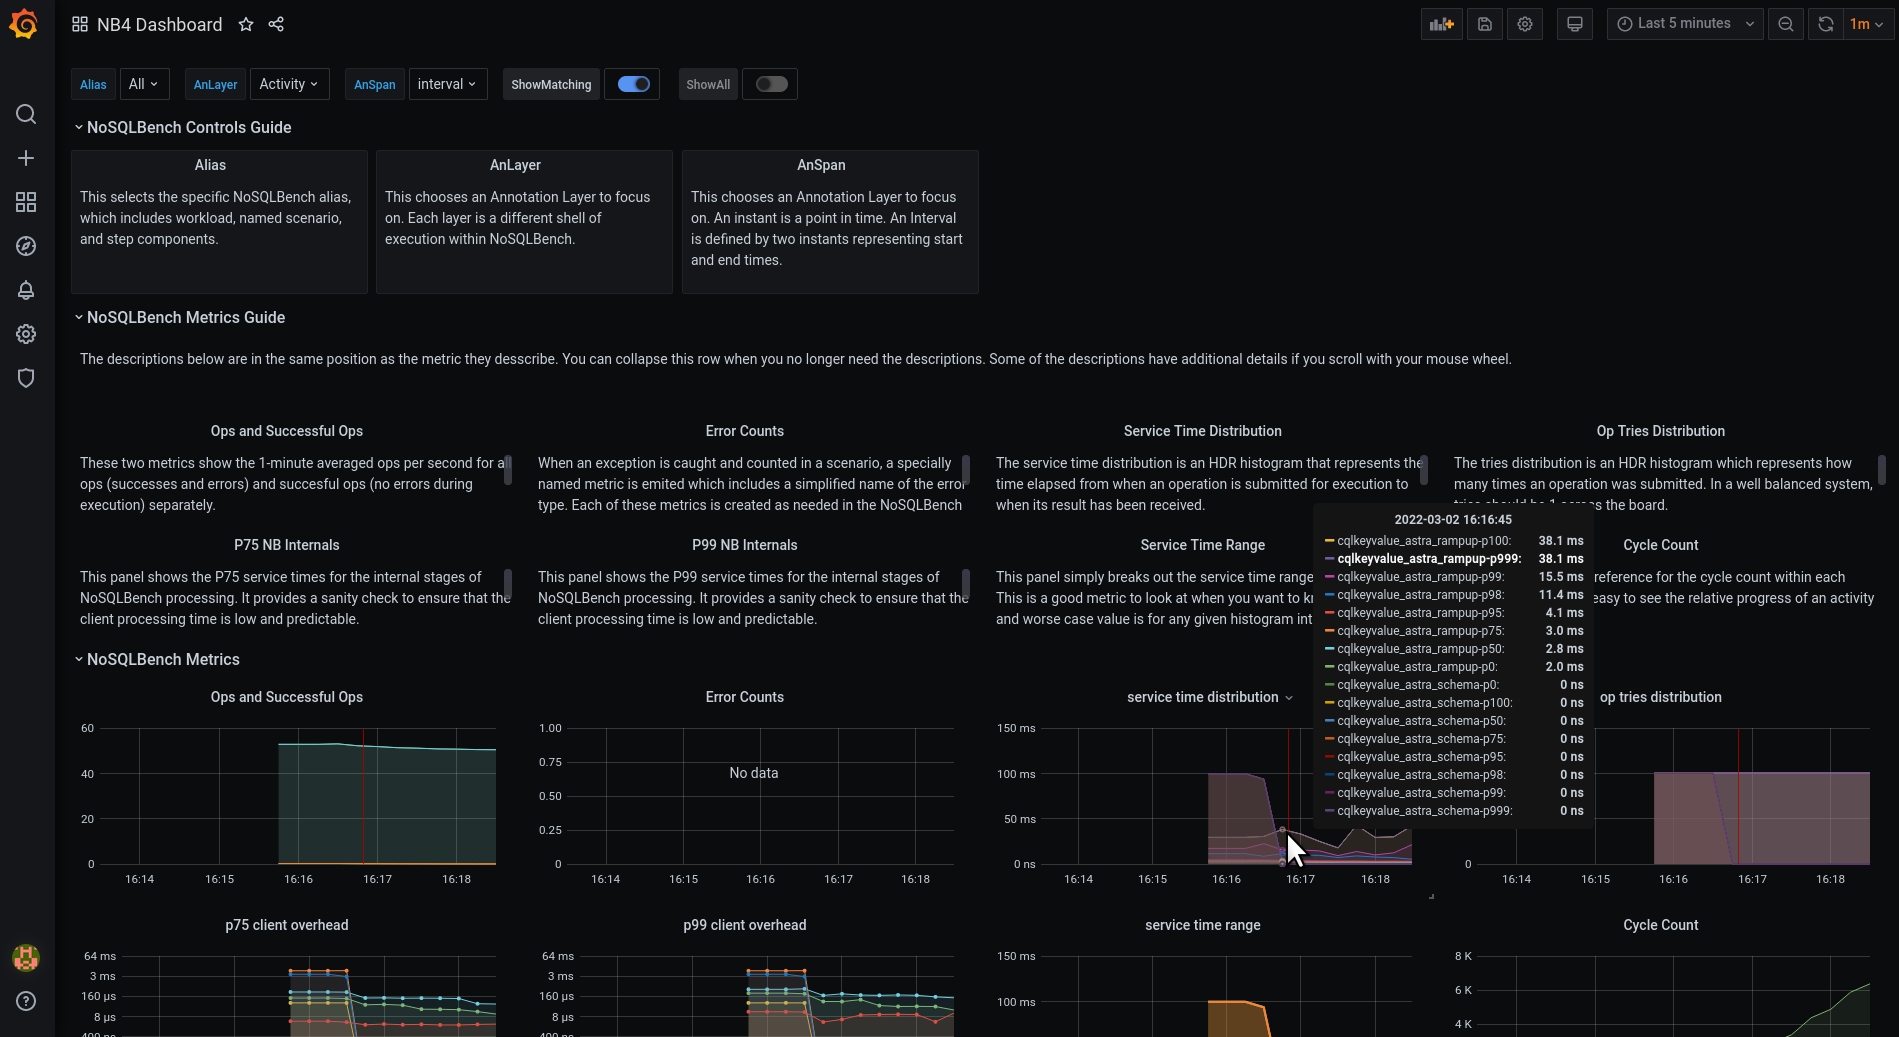 NB4 Dashboard
Last 5 minutes
1m
Alias All AnLayer Activity AnSpan interval ShowMatching ShowAll
NoSQLBench Controls Guide
Alias
This selects the specific NoSQLBench alias,
which includes workload, named scenario,
and step components.
AnLayer
This chooses an Annotation Layer to focus
on. Each layer is a different shell of
execution within NoSQLBench.
AnSpan
This chooses an Annotation Layer to focus
on. An instant is a point in time. An Interval
is defined by two instants representing start
and end times.
NoSQLBench Metrics Guide
The descriptions below are in the same position as the metric they desscribe. You can collapse this row when you no longer need the descriptions. Some of the descriptions have additional details if you scroll with your mouse wheel.
Ops and Successful Ops
These two metrics show the 1-minute averaged ops per second for all
ops (successes and errors) and succesful ops (no errors during
execution) separately.
Error Counts
When an exception is caught and counted in a scenario, a specially
named metric is emitted which includes a simplified name of the error
type. Each of these metrics is created as needed in the NoSQLBench
Service Time Distribution
The service time distribution is an HDR histogram that represents the
time elapsed from when an operation is submitted for execution to
when its result has been received.
Op Tries Distribution
The tries distribution is an HDR histogram which represents how
many times an operation was submitted. In a well balanced system,
tries should be 1 across the board.
P75 NB Internals
This panel shows the P75 service times for the internal stages of
NoSQLBench processing. It provides a sanity check to ensure that the
client processing time is low and predictable.
P99 NB Internals
This panel shows the P99 service times for the internal stages of
NoSQLBench processing. It provides a sanity check to ensure that the
client processing time is low and predictable.
Service Time Range
This panel simply breaks out the service time range
This is a good metric to look at when you want to k
and worse case value is for any given histogram int
Cycle Count
reference for the cycle count within each
easy to see the relative progress of an activity
2022-03-02 16:16:45
cqlkeyvalue_astra_rampup-p100: 38.1 ms
cqlkeyvalue_astra_rampup-p999: 38.1 ms
cqlkeyvalue_astra_rampup-p99: 15.5 ms
cqlkeyvalue_astra_rampup-p98: 11.4 ms
cqlkeyvalue_astra_rampup-p95: 4.1 ms
cqlkeyvalue_astra_rampup-p75: 3.0 ms
cqlkeyvalue_astra_rampup-p50: 2.8 ms
cqlkeyvalue_astra_rampup-p0: 2.0 ms
cqlkeyvalue_astra_schema-p0: 0 ns
cqlkeyvalue_astra_schema-p100: 0 ns
cqlkeyvalue_astra_schema-p50: 0 ns
cqlkeyvalue_astra_schema-p75: 0 ns
cqlkeyvalue_astra_schema-p95: 0 ns
cqlkeyvalue_astra_schema-p98: 0 ns
cqlkeyvalue_astra_schema-p99: 0 ns
cqlkeyvalue_astra_schema-p999: 0 ns
NoSQLBench Metrics
Ops and Successful Ops
60
40
20
0
16:14 16:15 16:16 16:17 16:18
Error Counts
1.00
0.75
No data
0.50
0.25
0
16:14 16:15 16:16 16:17 16:18
service time distribution
150 ms
100 ms
50 ms
0 ns
16:14 16:15 16:16 16:17 16:18
op tries distribution
0
16:14 16:15 16:16 16:17 16:18
p75 client overhead
64 ms
3 ms
160 µs
8 µs
400 ns
p99 client overhead
64 ms
3 ms
160 µs
8 µs
400 ns
service time range
150 ms
100 ms
Cycle Count
8 K
6 K
4 K